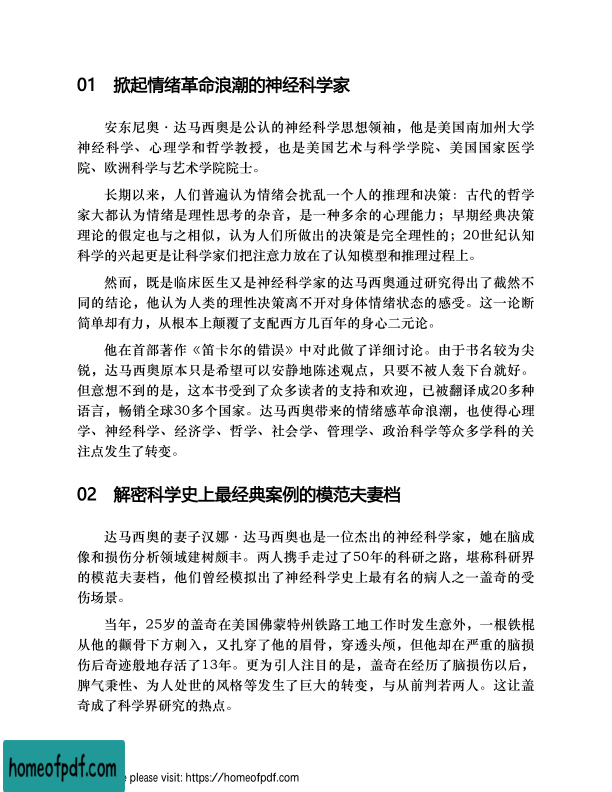 01 掀起情绪革命浪潮的神经科学家
安东尼奥·达马西奥是公认的神经科学思想领袖，他是美国南加州大学
神经科学、心理学和哲学教授，也是美国艺术与科学学院、美国国家医学
院、欧洲科学与艺术学院院士。
长期以来，人们普遍认为情绪会扰乱一个人的推理和决策：古代的哲学
家大都认为情绪是理性思考的杂音，是一种多余的心理能力；早期经典决策
理论的假定也与之相似，认为人们所做出的决策是完全理性的；20世纪认知
科学的兴起更是让科学家们把注意力放在了认知模型和推理过程上。
然而，既是临床医生又是神经科学家的达马西奥通过研究得出了截然不
同的结论，他认为人类的理性决策离不开对身体情绪状态的感受。这一论断
简单却有力，从根本上颠覆了支配西方几百年的身心二元论。
他在首部著作《笛卡尔的错误》中对此做了详细讨论。由于书名较为尖
锐，达马西奥原本只是希望可以安静地陈述观点，只要不被人轰下台就好。
但意想不到的是，这本书受到了众多读者的支持和欢迎，已被翻译成20多种
语言，畅销全球30多个国家。达马西奥带来的情绪感革命浪潮，也使得心理
学、神经科学、经济学、哲学、社会学、管理学、政治科学等众多学科的关
注点发生了转变。
02 解密科学史上最经典案例的模范夫妻档
达马西奥的妻子汉娜·达马西奥也是一位杰出的神经科学家，她在脑成
像和损伤分析领域建树颇丰。两人携手走过了50年的科研之路，堪称科研界
的模范夫妻档，他们曾经模拟出了神经科学史上最有名的病人之一盖奇的受
伤场景。
当年，25岁的盖奇在美国佛蒙特州铁路工地工作时发生意外，一根铁棍
从他的颧骨下方刺入，又扎穿了他的眉骨，穿透头颅，但他却在严重的脑损
伤后奇迹般地存活了13年。更为引人注目的是，盖奇在经历了脑损伤以后，
脾气秉性、为人处世的风格等发生了巨大的转变，与从前判若两人。这让盖
奇成了科学界研究的热点。
homeofpdf.com
e please visit: https://homeofpdf.com